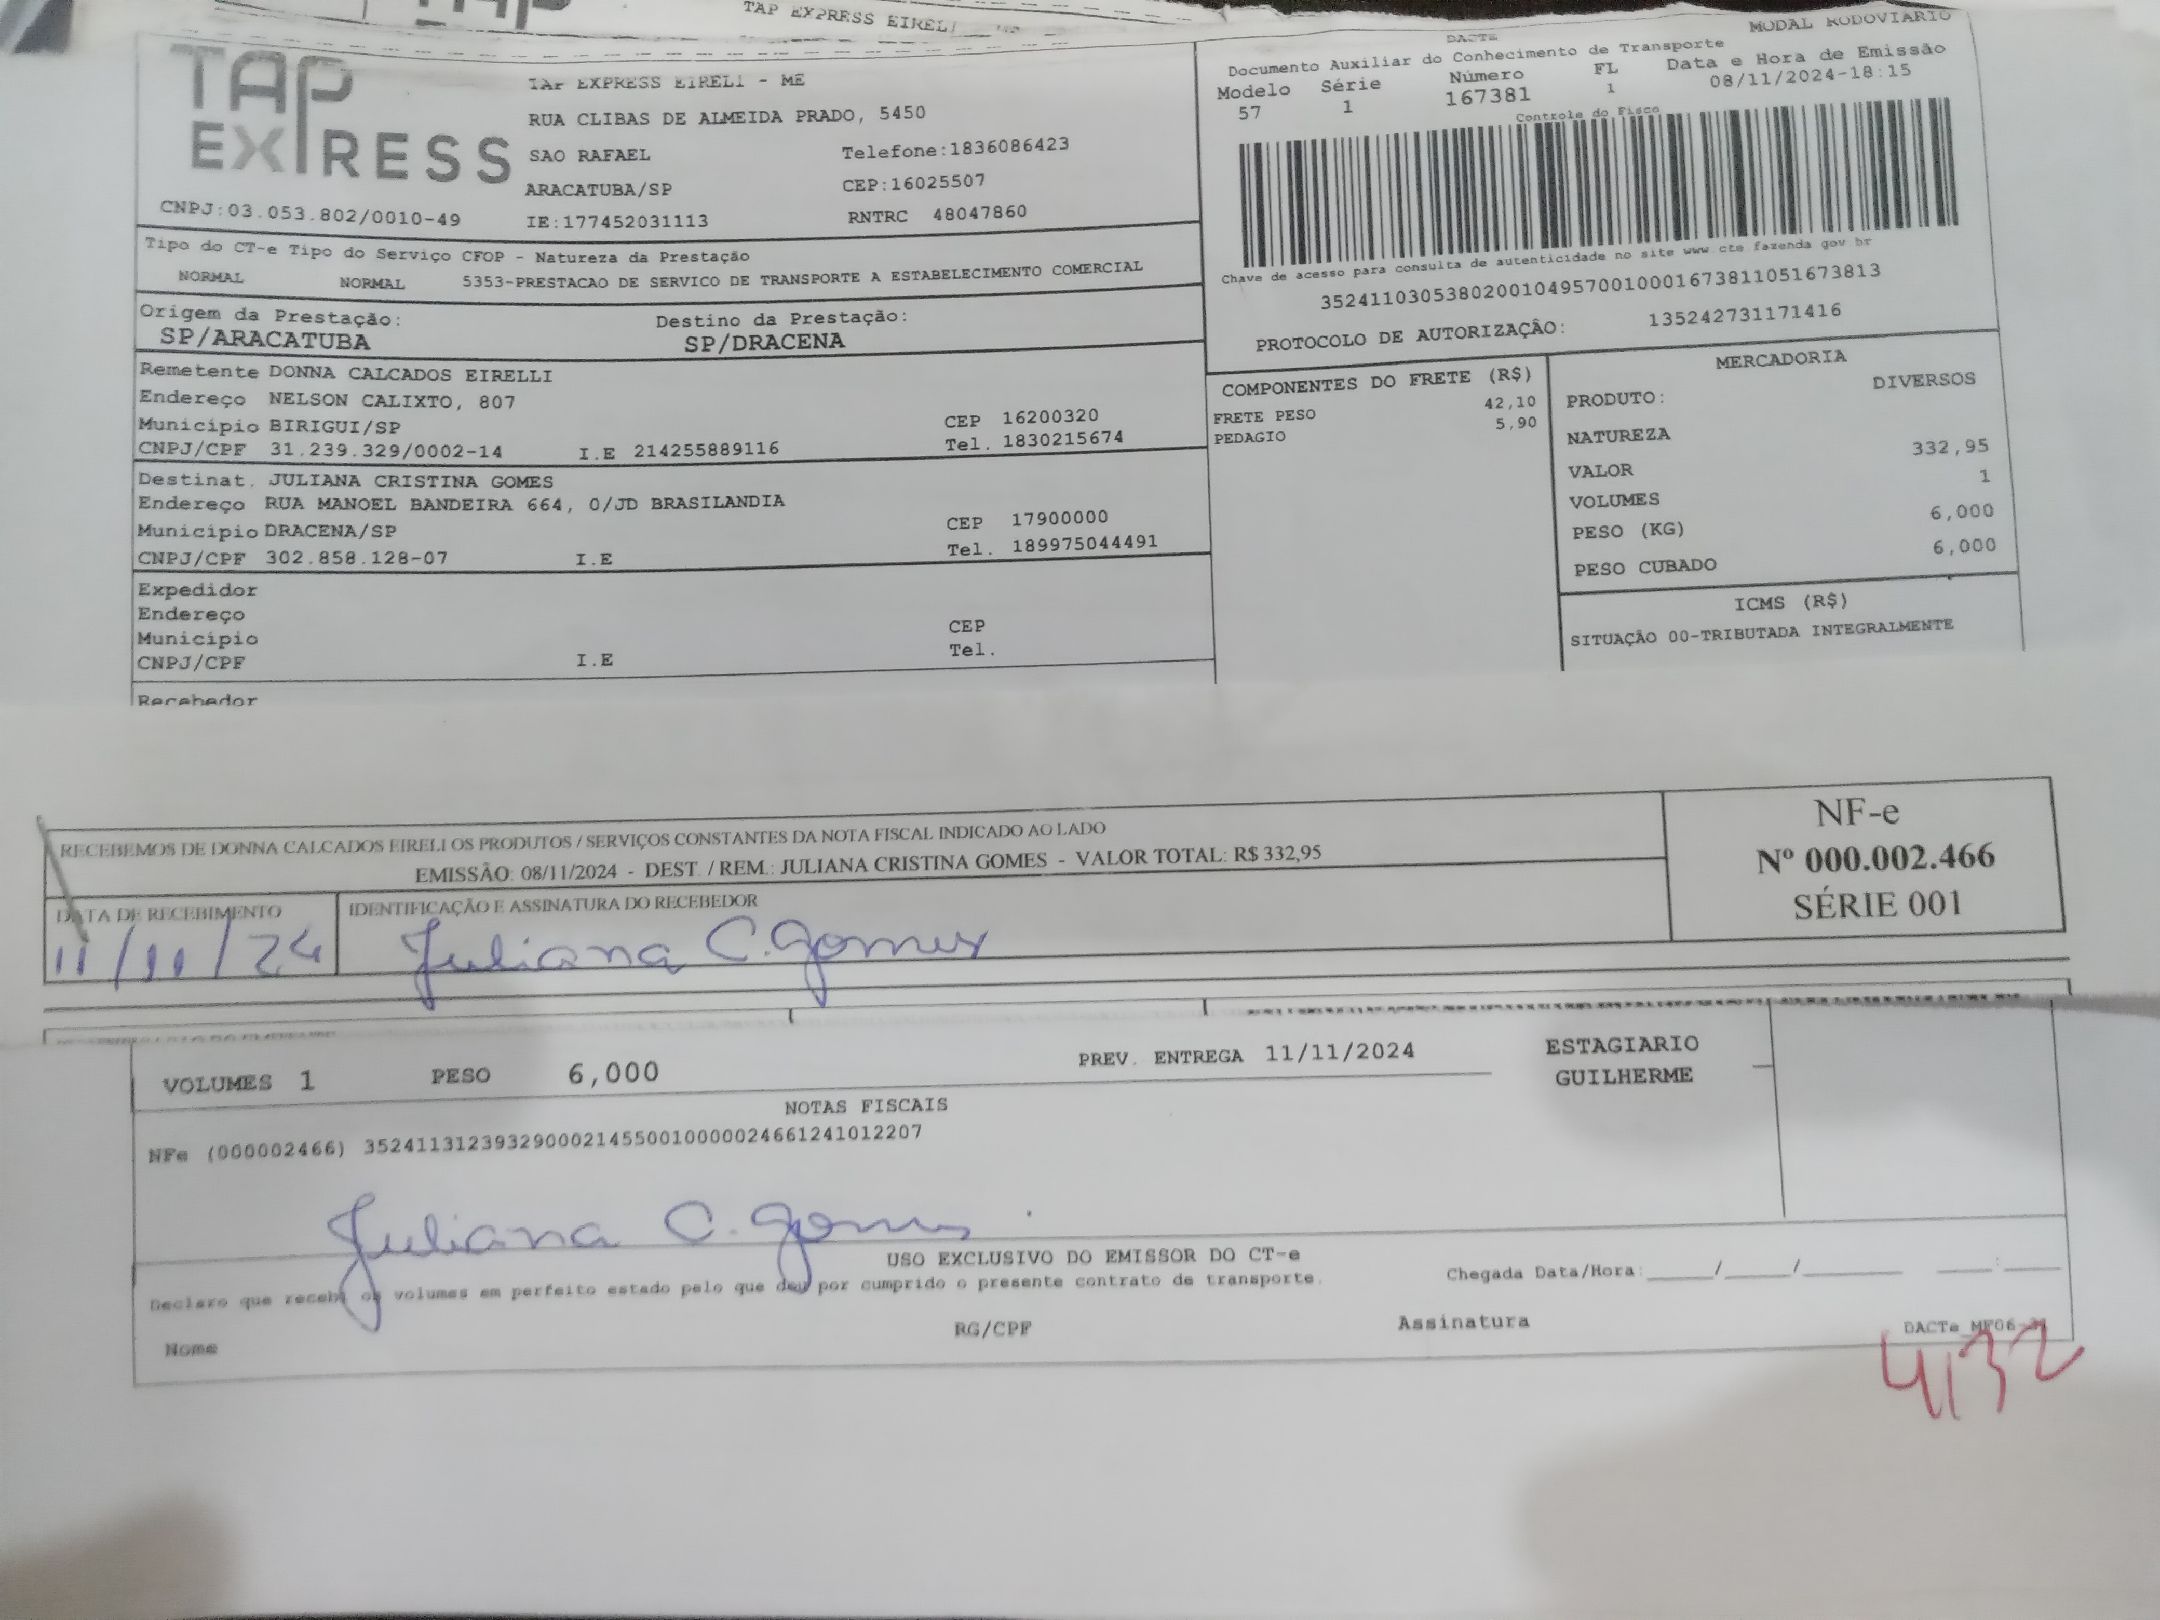 TAP EXPRESS EIRELI
MODAL RODOVIARIO
TAP
EXPRESS
CNPJ:03.053.802/0010-49
TAP EXPRESS EIRELI - ME
RUA CLIBAS DE ALMEIDA PRADO, 5450
SAO RAFAEL Telefone:1836086423
ARACATUBA/SP CEP:16025507
IE:177452031113 RNTRC 48047860
DACTE
Documento Auxiliar do Conhecimento de Transporte
Modelo Série Número FL Data e Hora de Emissão
57 1 167381 1 08/11/2024-18:15
Controle do Fisco
Chave de acesso para consulta de autenticidade no site www cte fazenda gov br
35241103053802001049570010001673811051673813
PROTOCOLO DE AUTORIZAÇÃO: 135242731171416
Tipo do CT-e Tipo do Serviço CFOP - Natureza da Prestação
NORMAL NORMAL 5353-PRESTACAO DE SERVICO DE TRANSPORTE A ESTABELECIMENTO COMERCIAL
Origem da Prestação: Destino da Prestação:
SP/ARACATUBA SP/DRACENA
Remetente DONNA CALCADOS EIRELLI
Endereço NELSON CALIXTO, 807
Município BIRIGUI/SP CEP 16200320
CNPJ/CPF 31.239.329/0002-14 I.E 214255889116 Tel. 1830215674
Destinat. JULIANA CRISTINA GOMES
Endereço RUA MANOEL BANDEIRA 664, 0/JD BRASILANDIA
Município DRACENA/SP CEP 17900000
CNPJ/CPF 302.858.128-07 I.E Tel. 189975044491
Expedidor
Endereço
Município CEP
CNPJ/CPF I.E Tel.
Recebedor
COMPONENTES DO FRETE (R$)
FRETE PESO 42,10
PEDAGIO 5,90
MERCADORIA
PRODUTO: DIVERSOS
NATUREZA
VALOR 332,95
VOLUMES 1
PESO (KG) 6,000
PESO CUBADO 6,000
ICMS (R$)
SITUAÇÃO 00-TRIBUTADA INTEGRALMENTE
RECEBEMOS DE DONNA CALCADOS EIRELI OS PRODUTOS / SERVIÇOS CONSTANTES DA NOTA FISCAL INDICADO AO LADO
EMISSÃO: 08/11/2024 - DEST. / REM.: JULIANA CRISTINA GOMES - VALOR TOTAL: R$ 332,95
DATA DE RECEBIMENTO IDENTIFICAÇÃO E ASSINATURA DO RECEBEDOR
11/11/24 Juliana C. Gomes
NF-e
Nº 000.002.466
SÉRIE 001
VOLUMES 1 PESO 6,000 PREV. ENTREGA 11/11/2024
ESTAGIARIO
GUILHERME
NOTAS FISCAIS
NFe (000002466) 35241131239329000214550010000024661241012207
Juliana C. Gomes
USO EXCLUSIVO DO EMISSOR DO CT-e
Declaro que recebi os volumes em perfeito estado pelo que deu por cumprido o presente contrato de transporte.
Chegada Data/Hora:_____/_____/________ _____:_____
Nome RG/CPF Assinatura
DACTe_MF06
4132